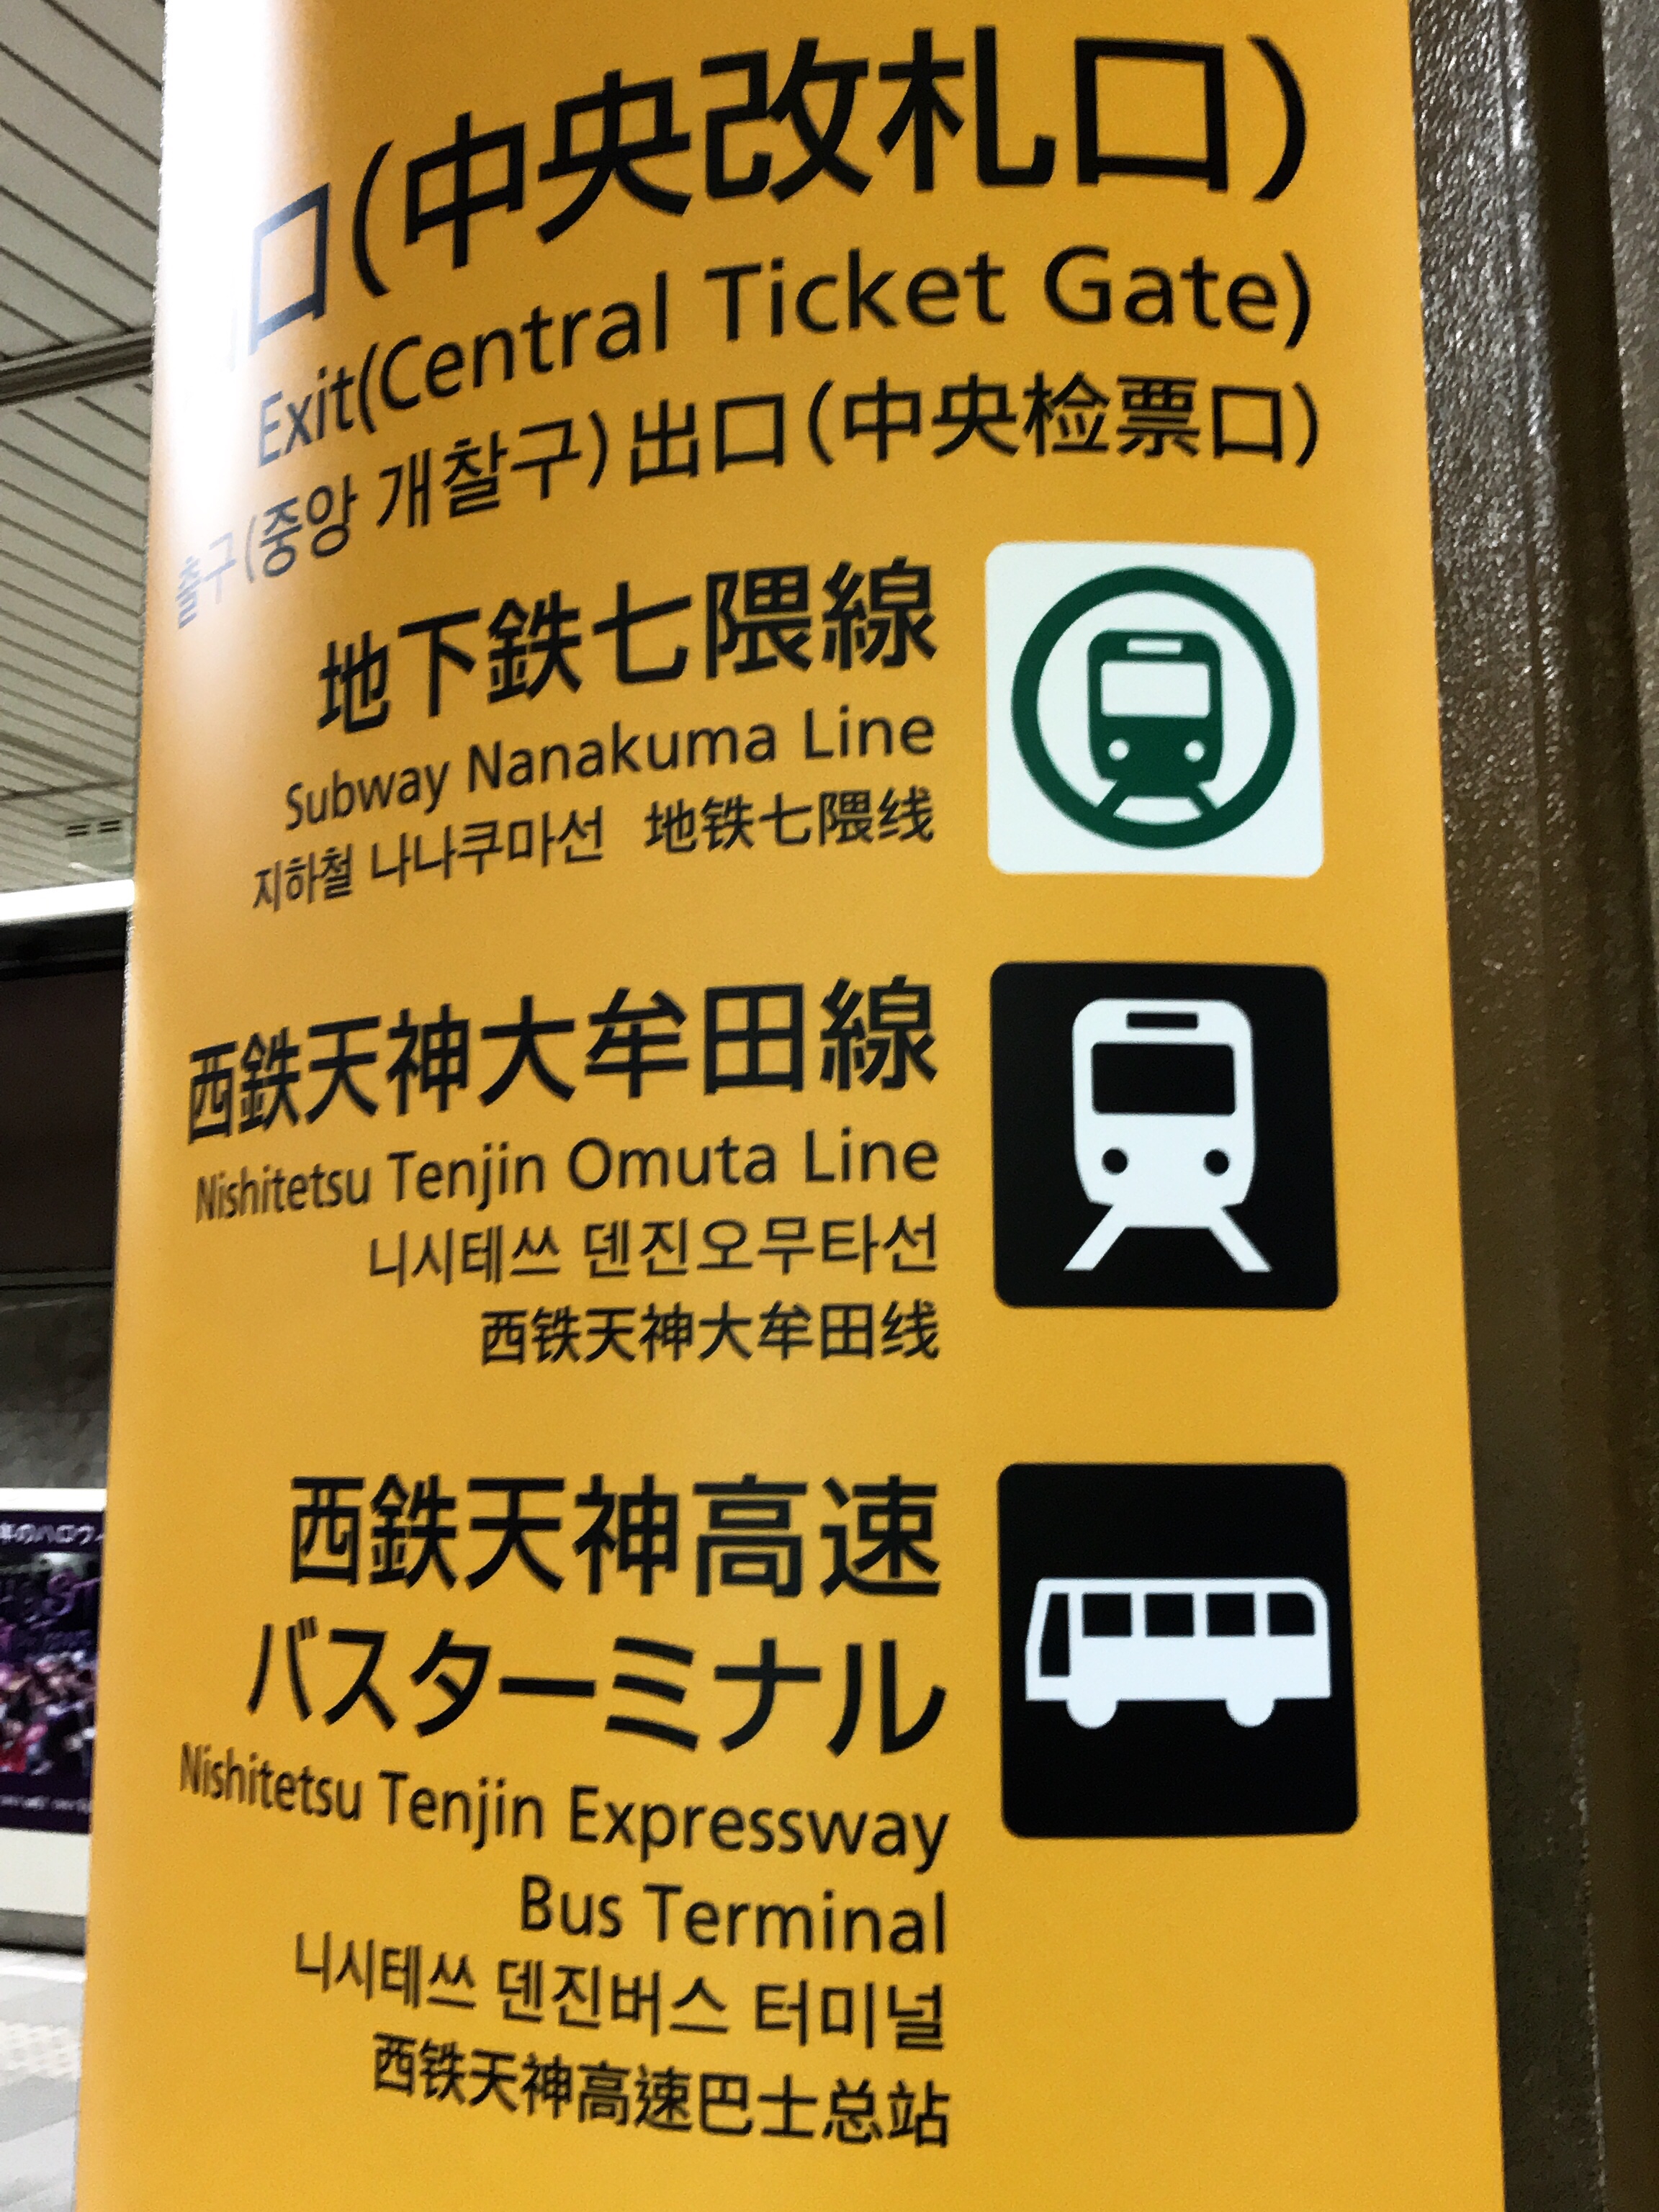 口(中央改札口)
Exit(Central Ticket Gate)
출구(중앙 개찰구) 出口(中央检票口)
地下鉄七隈線
Subway Nanakuma Line
지하철 나나쿠마선 地铁七隈线
西鉄天神大牟田線
Nishitetsu Tenjin Omuta Line
니시테쓰 덴진오무타선
西铁天神大牟田线
西鉄天神高速
バスターミナル
Nishitetsu Tenjin Expressway
Bus Terminal
니시테쓰 덴진버스 터미널
西铁天神高速巴士总站
のハロウィ